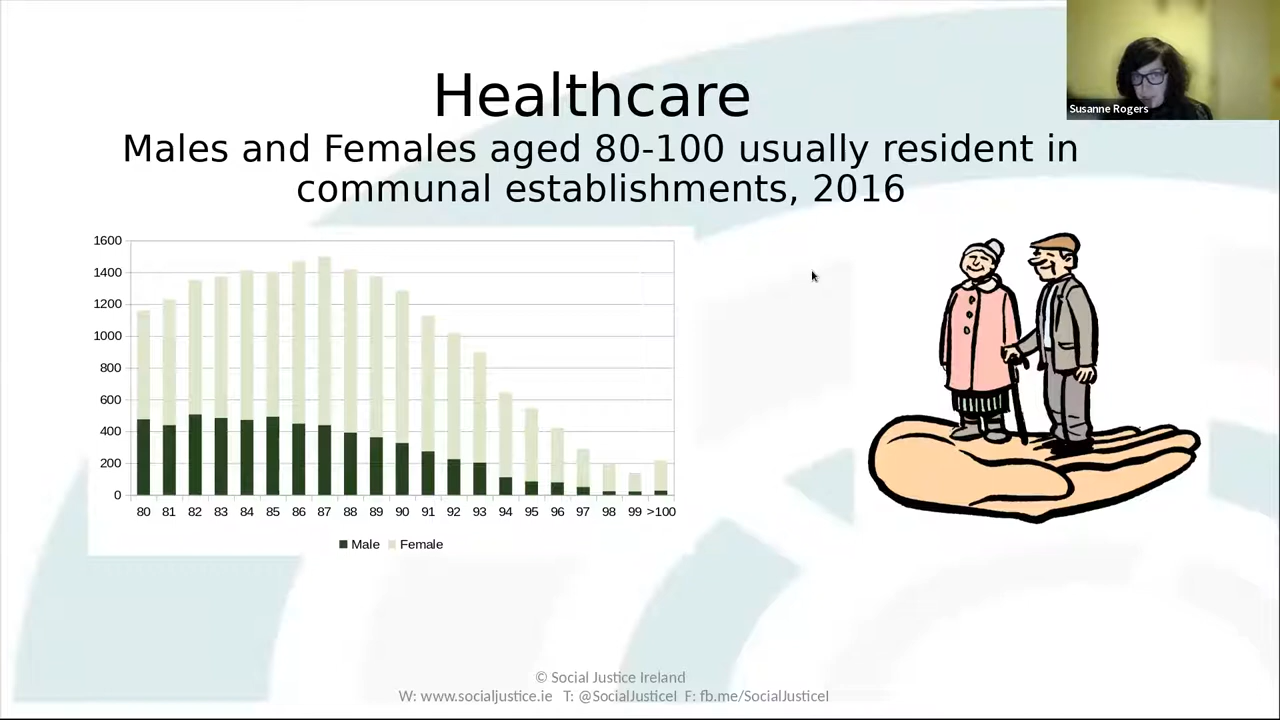 Healthcare
Males and Females aged 80-100 usually resident in
communal establishments, 2016
Susanne Rogers
1600
1400
1200
1000
800
600
400
200
0
80 81 82 83 84 85 86 87 88 89 90 91 92 93 94 95 96 97 98 99 >100
Male Female
© Social Justice Ireland
W: www.socialjustice.ie T: @SocialJusticeI F: fb.me/SocialJusticeI